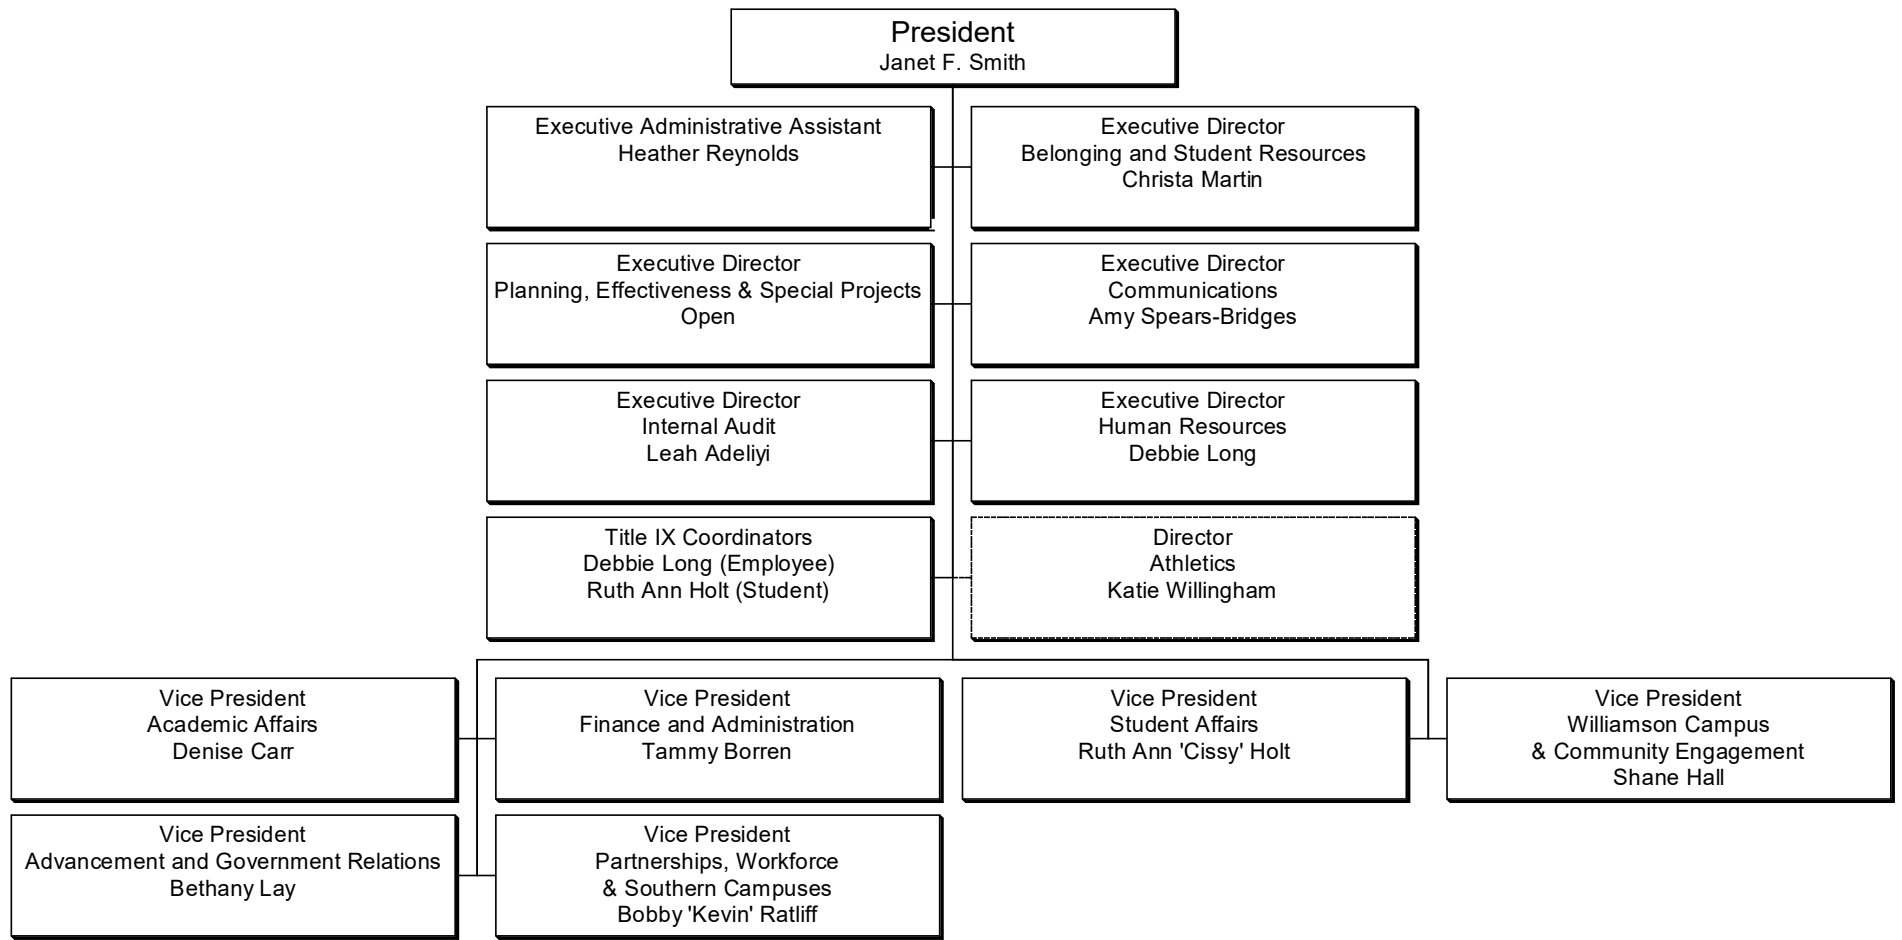 President
Janet F. Smith
Executive Administrative Assistant
Heather Reynolds
Executive Director
Belonging and Student Resources
Christa Martin
Executive Director
Planning, Effectiveness & Special Projects
Open
Executive Director
Communications
Amy Spears-Bridges
Executive Director
Internal Audit
Leah Adeliyi
Executive Director
Human Resources
Debbie Long
Title IX Coordinators
Debbie Long (Employee)
Ruth Ann Holt (Student)
Director
Athletics
Katie Willingham
Vice President
Academic Affairs
Denise Carr
Vice President
Finance and Administration
Tammy Borren
Vice President
Student Affairs
Ruth Ann 'Cissy' Holt
Vice President
Williamson Campus
& Community Engagement
Shane Hall
Vice President
Advancement and Government Relations
Bethany Lay
Vice President
Partnerships, Workforce
& Southern Campuses
Bobby 'Kevin' Ratliff